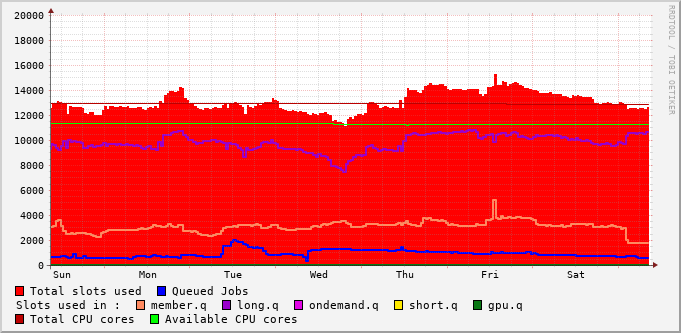 20000
18000
16000
14000
12000
10000
8000
6000
4000
2000
0
Sun Mon Tue Wed Thu Fri Sat
RRDTOOL / TOBI OETIKER
Total slots used Queued Jobs
Slots used in : member.q long.q ondemand.q short.q gpu.q
Total CPU cores Available CPU cores